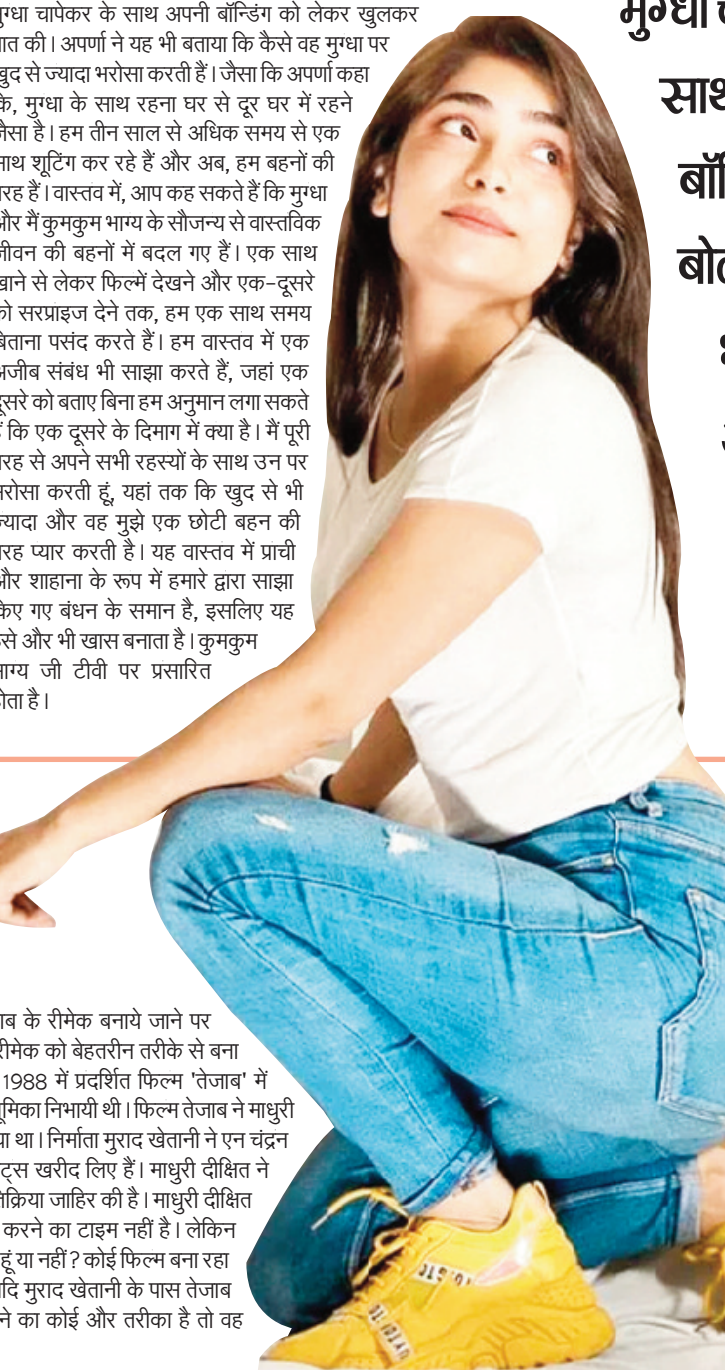 चापेकर के साथ अपनी बॉन्डिंग को लेकर खुलकर
की। अपर्णा ने यह भी बताया कि कैसे वह मुग्धा पर
खुद से ज्यादा भरोसा करती हैं। जैसा कि अपर्णा कहा
मुग्धा के साथ रहना घर से दूर घर में रहने
जैसा है। हम तीन साल से अधिक समय से एक
साथ शूटिंग कर रहे हैं और अब, हम बहनों की
तरह हैं। वास्तव में, आप कह सकते हैं कि मुग्धा
और मैं कुमकुम भाग्य के सौजन्य से वास्तविक
जीवन की बहनों में बदल गए हैं। एक साथ
खाने से लेकर फिल्में देखने और एक-दूसरे
को सरप्राइज देने तक, हम एक साथ समय
बिताना पसंद करते हैं। हम वास्तव में एक
अजीब संबंध भी साझा करते हैं, जहां एक
दूसरे को बताए बिना हम अनुमान लगा सकते
हैं कि एक दूसरे के दिमाग में क्या है। मैं पूरी
तरह से अपने सभी रहस्यों के साथ उन पर
भरोसा करती हूं, यहां तक कि खुद से भी
ज्यादा और वह मुझे एक छोटी बहन की
तरह प्यार करती है। यह वास्तव में प्राची
और शाहाना के रूप में हमारे द्वारा साझा
किए गए बंधन के समान है, इसलिए यह
इसे और भी खास बनाता है। कुमकुम
भाग्य जी टीवी पर प्रसारित
होता है।
मुग्धा
साथ
के रीमेक बनाये जाने पर
रीमेक को बेहतरीन तरीके से बना
1988 में प्रदर्शित फिल्म 'तेजाब' में
भूमिका निभायी थी। फिल्म तेजाब ने माधुरी
था। निर्माता मुराद खेतानी ने एन चंद्रन
खरीद लिए हैं। माधुरी दीक्षित ने
जाहिर की है। माधुरी दीक्षित
करने का टाइम नहीं है। लेकिन
हूं या नहीं? कोई फिल्म बना रहा
यदि मुराद खेतानी के पास तेजाब
का कोई और तरीका है तो वह